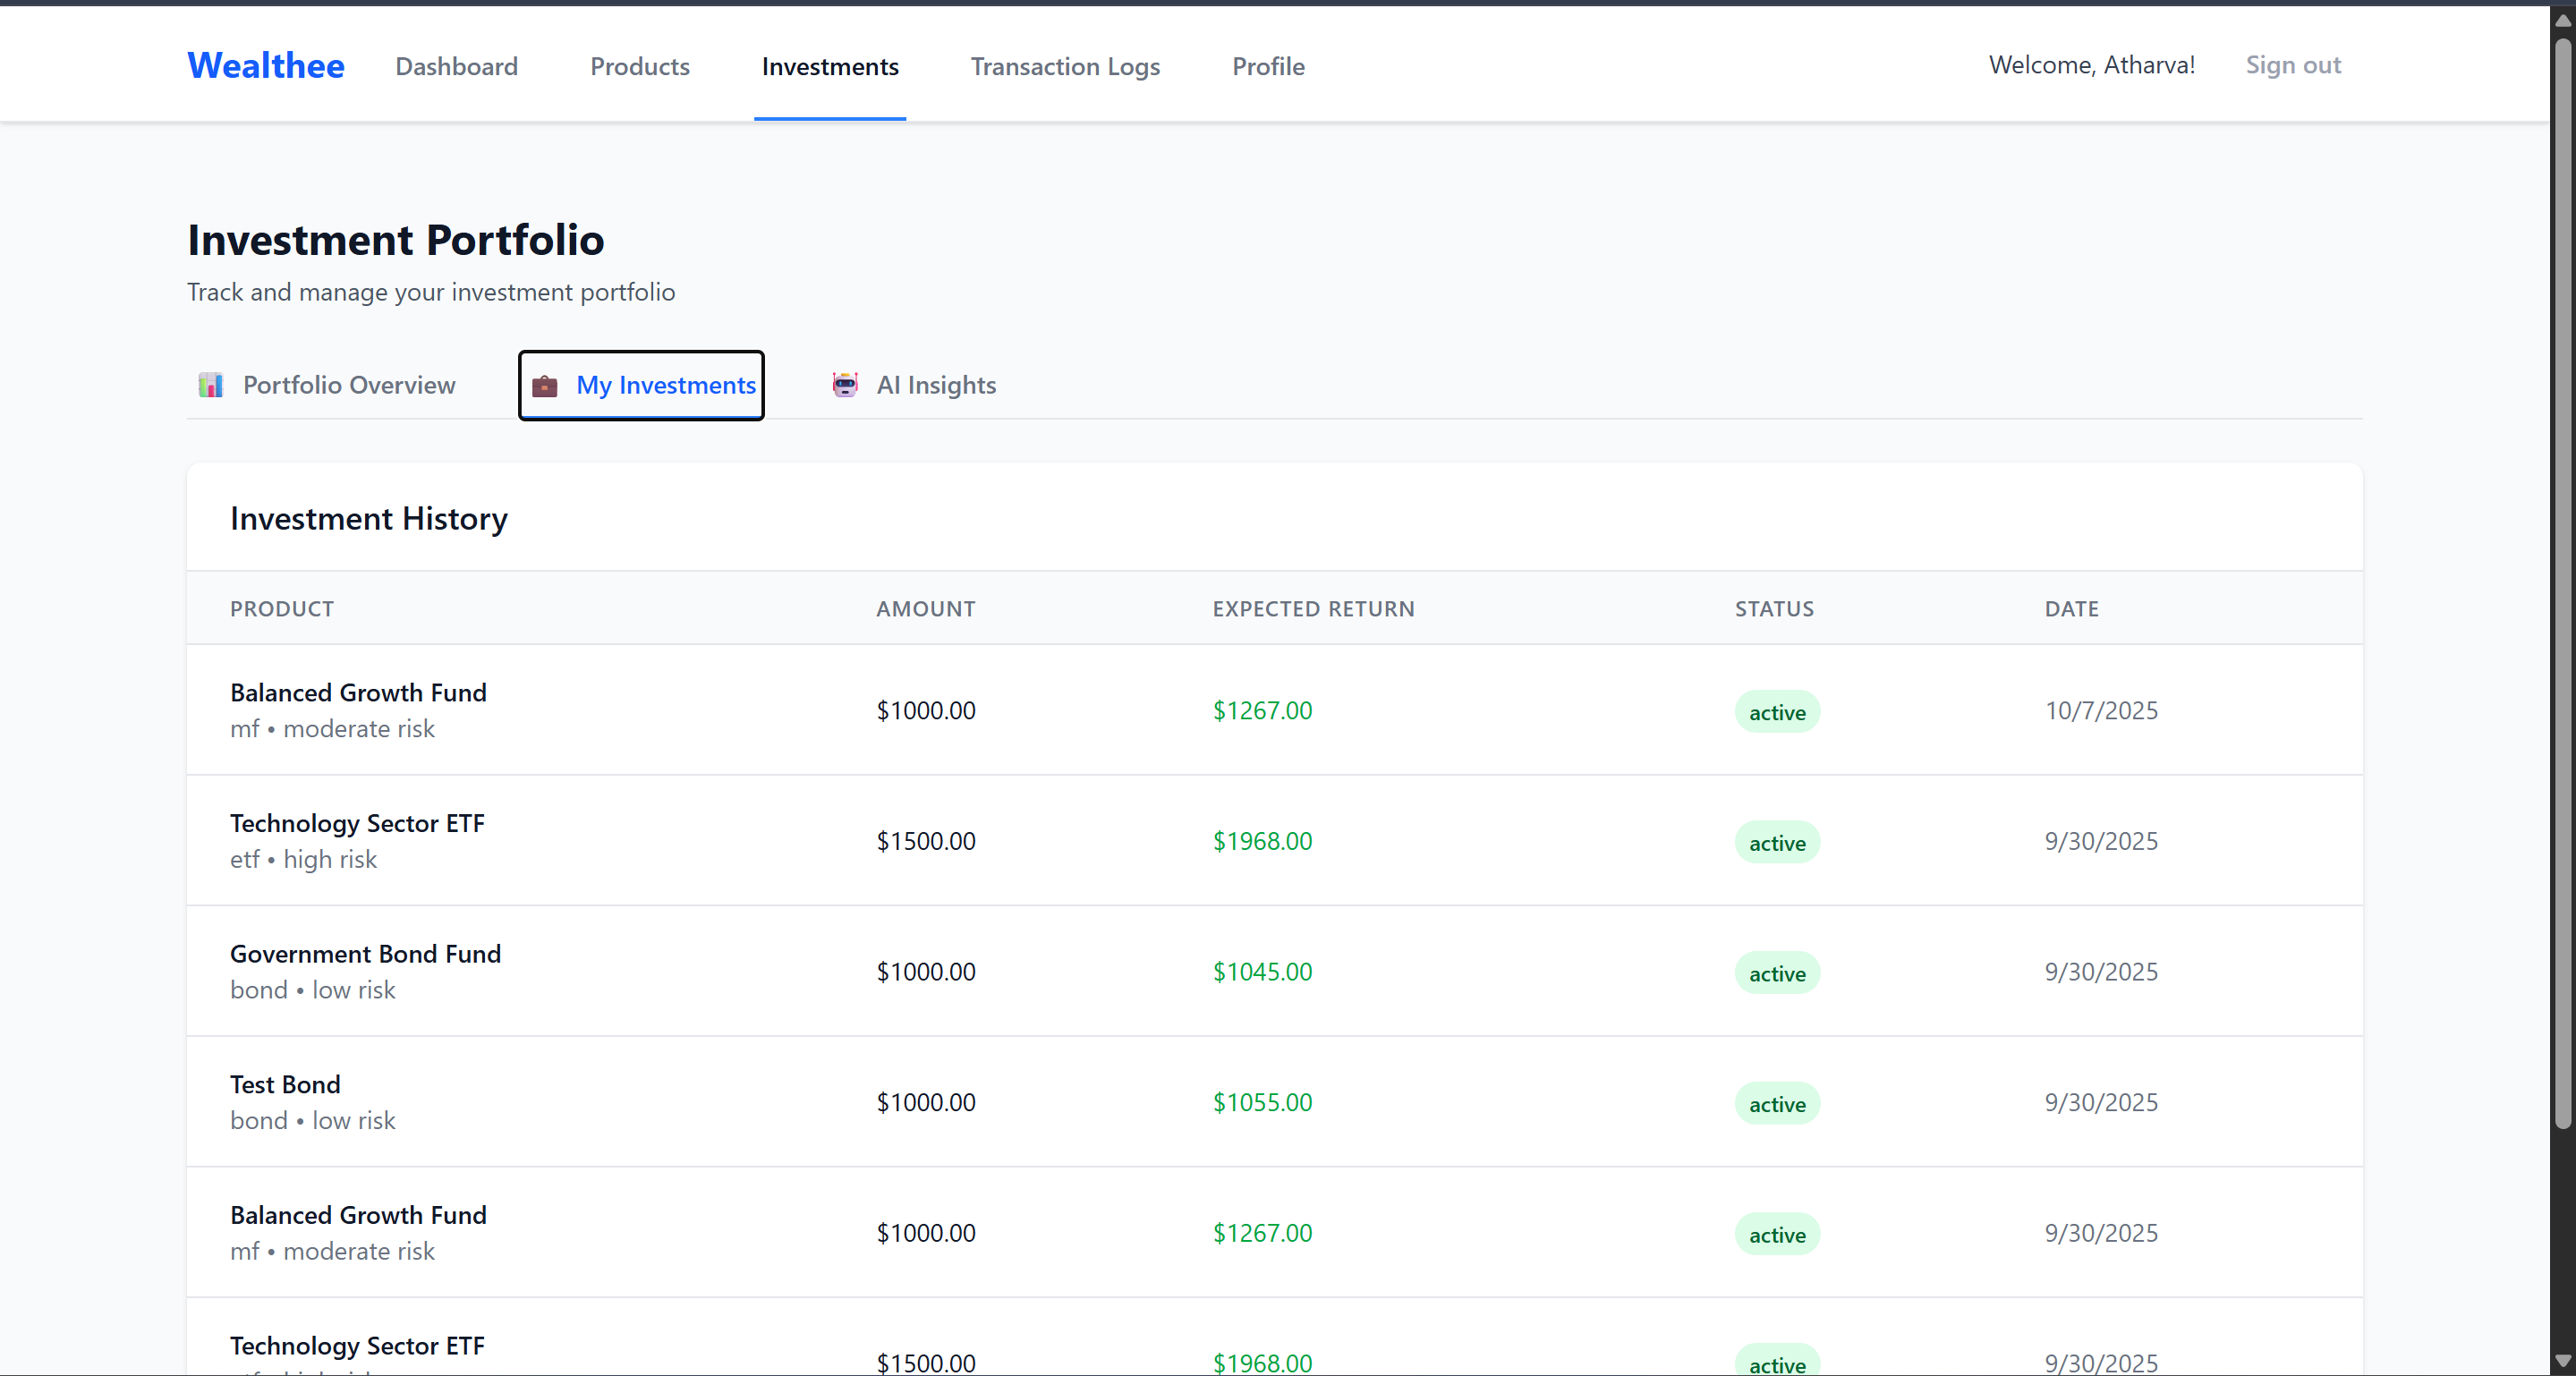 Wealthee Dashboard Products Investments Transaction Logs Profile Welcome, Atharva! Sign out
Investment Portfolio
Track and manage your investment portfolio
Portfolio Overview My Investments AI Insights
Investment History
PRODUCT AMOUNT EXPECTED RETURN STATUS DATE
Balanced Growth Fund
mf • moderate risk
$1000.00 $1267.00 active 10/7/2025
Technology Sector ETF
etf • high risk
$1500.00 $1968.00 active 9/30/2025
Government Bond Fund
bond • low risk
$1000.00 $1045.00 active 9/30/2025
Test Bond
bond • low risk
$1000.00 $1055.00 active 9/30/2025
Balanced Growth Fund
mf • moderate risk
$1000.00 $1267.00 active 9/30/2025
Technology Sector ETF
$1500.00 $1968.00 active 9/30/2025